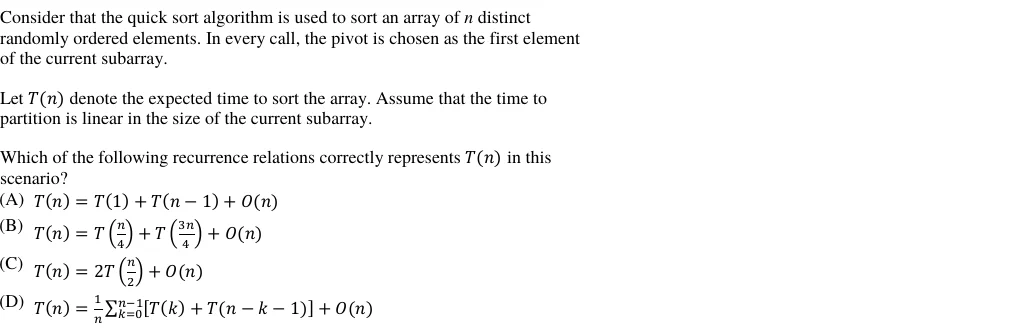 Consider that the quick sort algorithm is used to sort an array of n distinct
randomly ordered elements. In every call, the pivot is chosen as the first element
of the current subarray.
Let T(n) denote the expected time to sort the array. Assume that the time to
partition is linear in the size of the current subarray.
Which of the following recurrence relations correctly represents T(n) in this
scenario?
(A) T(n) = T(1) + T(n − 1) + O(n)
(B) T(n) = T(n/4) + T(3n/4) + O(n)
(C) T(n) = 2T(n/2) + O(n)
(D) T(n) = 1/n ∑_{k=0}^{n−1}[T(k) + T(n − k − 1)] + O(n)